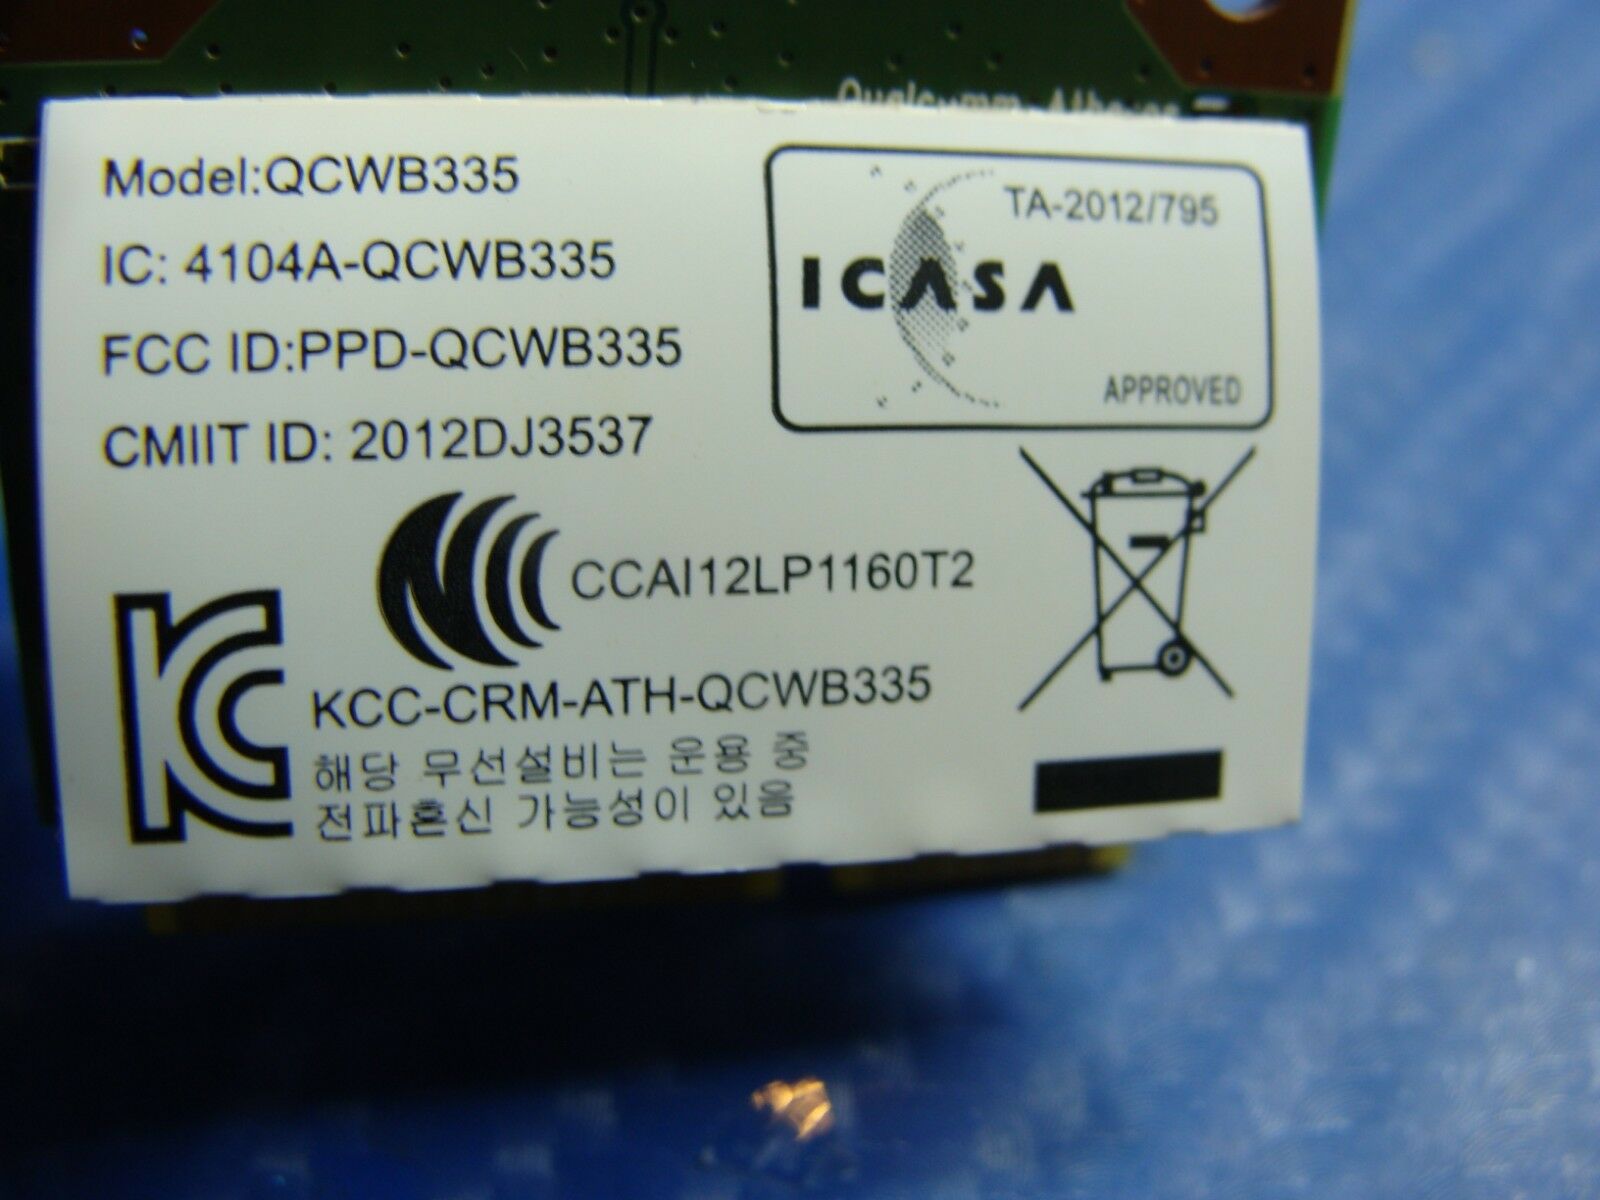 Qualcomm Atheros
Model:QCWB335
IC: 4104A-QCWB335
FCC ID:PPD-QCWB335
CMIIT ID: 2012DJ3537
TA-2012/795
ICASA
APPROVED
CCAI12LP1160T2
KCC-CRM-ATH-QCWB335
해당 무선설비는 운용 중
전파혼신 가능성이 있음